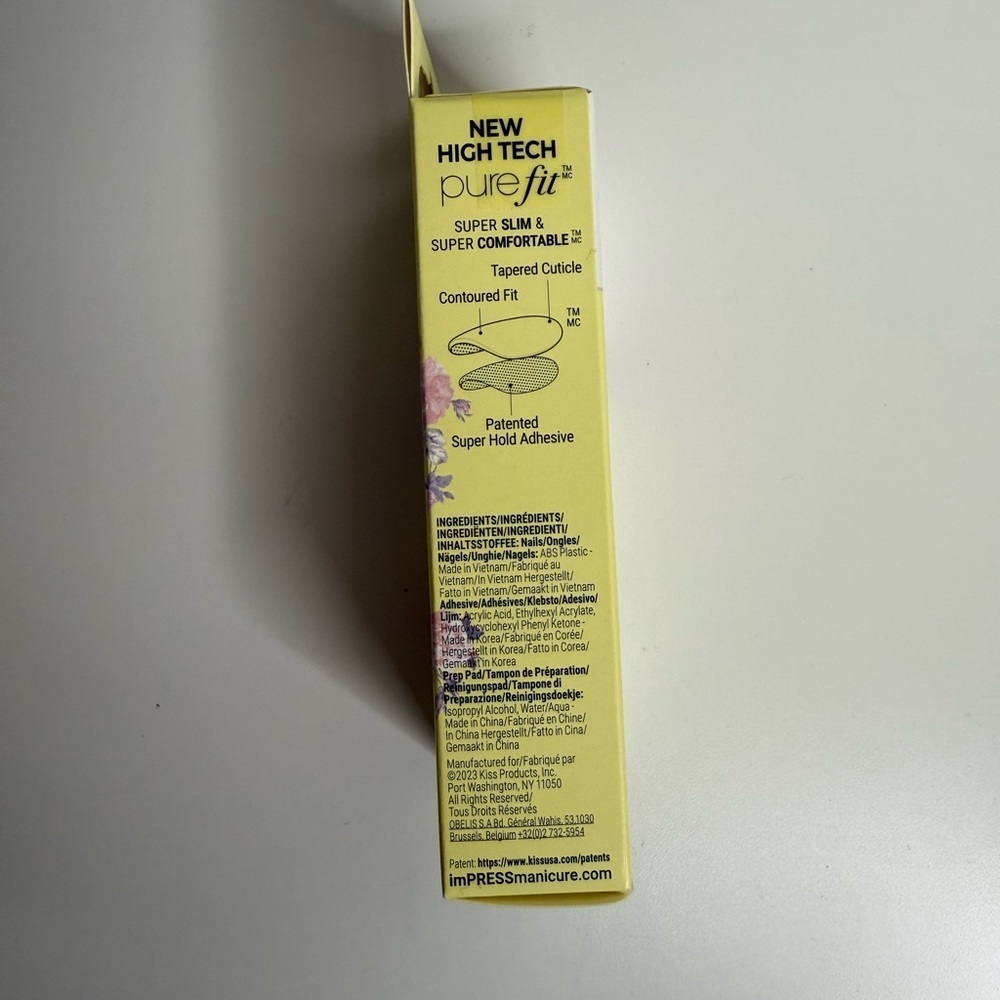 NEW
HIGH TECH
purefit™ MC
SUPER SLIM &
SUPER COMFORTABLE™ MC
Tapered Cuticle
Contoured Fit
TM
MC
Patented
Super Hold Adhesive
INGREDIENTS/INGRÉDIENTS/
INGREDIËNTEN/INGREDIENTI/
INHALTSSTOFFEE: Nails/Ongles/
Nägels/Unghie/Nagels: ABS Plastic -
Made in Vietnam/Fabriqué au
Vietnam/In Vietnam Hergestellt/
Fatto in Vietnam/Gemaakt in Vietnam
Adhesive/Adhésives/Klebsto/Adesivo/
Lijm: Acrylic Acid, Ethylhexyl Acrylate,
Hydroxycyclohexyl Phenyl Ketone -
Made in Korea/Fabriqué en Corée/
Hergestellt in Korea/Fatto in Corea/
Gemaakt in Korea
Prep Pad/Tampon de Préparation/
Reinigungspad/Tampone di
Preparazione/Reinigingsdoekje:
Isopropyl Alcohol, Water/Aqua -
Made in China/Fabriqué en Chine/
In China Hergestellt/Fatto in Cina/
Gemaakt in China
Manufactured for/Fabriqué par
©2023 Kiss Products, Inc.
Port Washington, NY 11050
All Rights Reserved/
Tous Droits Réservés
OBELIS S.A Bd. Général Wahis, 53,1030
Brussels, Belgium +32(0)2 732-5954
Patent: https://www.kissusa.com/patents
imPRESSmanicure.com